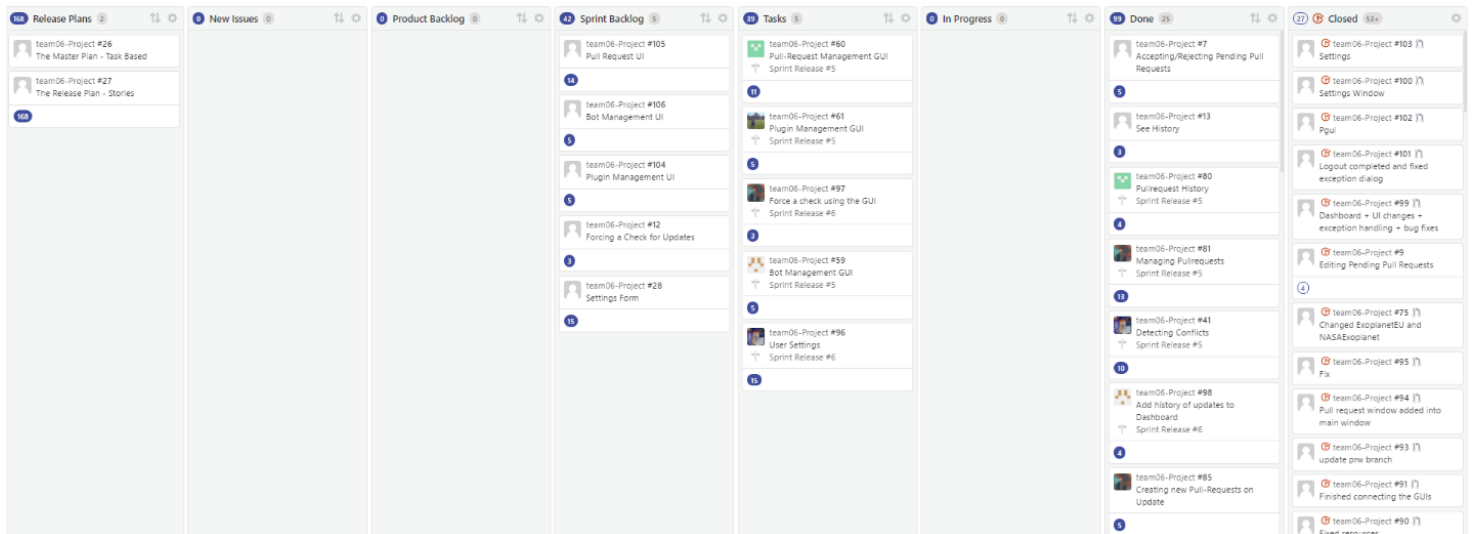 168 Release Plans 2
team06-Project #26
The Master Plan - Task Based
team06-Project #27
The Release Plan - Stories
168
0 New Issues 0
0 Product Backlog 0
42 Sprint Backlog 5
team06-Project #105
Pull Request UI
14
team06-Project #106
Bot Management UI
5
team06-Project #104
Plugin Management UI
5
team06-Project #12
Forcing a Check for Updates
3
team06-Project #28
Settings Form
15
39 Tasks 5
team06-Project #60
Pull-Request Management GUI
Sprint Release #5
11
team06-Project #61
Plugin Management GUI
Sprint Release #5
5
team06-Project #97
Force a check using the GUI
Sprint Release #6
3
team06-Project #59
Bot Management GUI
Sprint Release #5
5
team06-Project #96
User Settings
Sprint Release #6
15
0 In Progress 0
99 Done 25
team06-Project #7
Accepting/Rejecting Pending Pull
Requests
5
team06-Project #13
See History
3
team06-Project #80
Pullrequest History
Sprint Release #5
4
team06-Project #81
Managing Pullrequests
Sprint Release #5
13
team06-Project #41
Detecting Conflicts
Sprint Release #5
10
team06-Project #98
Add history of updates to
Dashboard
Sprint Release #6
4
team06-Project #85
Creating new Pull-Requests on
Update
5
27 Closed 53+
team06-Project #103
Settings
team06-Project #100
Settings Window
team06-Project #102
Pgui
team06-Project #101
Logout completed and fixed
exception dialog
team06-Project #99
Dashboard + UI changes +
exception handling + bug fixes
team06-Project #9
Editing Pending Pull Requests
4
team06-Project #75
Changed ExoplanetEU and
NASAExoplanet
team06-Project #95
Fix
team06-Project #94
Pull request window added into
main window
team06-Project #93
update prw branch
team06-Project #91
Finished connecting the GUIs
team06-Project #90
Fixed resources